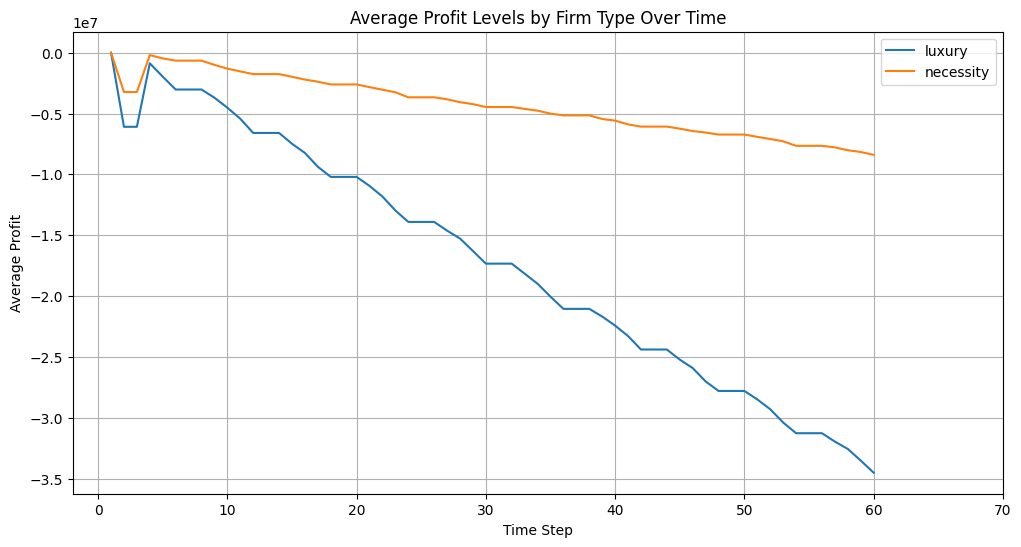 Average Profit Levels by Firm Type Over Time
1e7
luxury
necessity
0.0
−0.5
−1.0
−1.5
−2.0
−2.5
−3.0
−3.5
Average Profit
0 10 20 30 40 50 60 70
Time Step